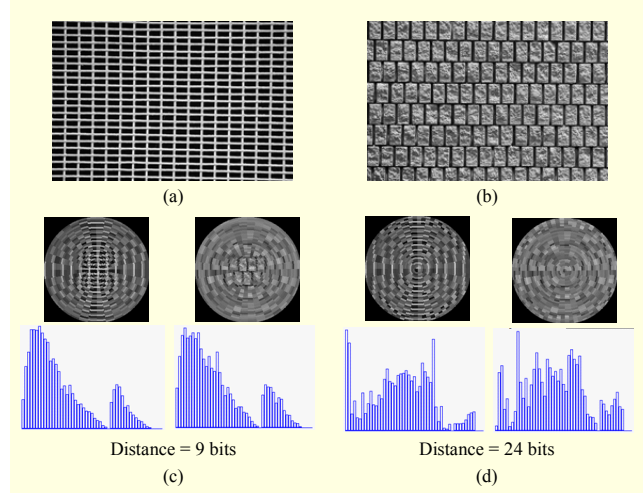 (a) (b)
Distance = 9 bits Distance = 24 bits
(c) (d)